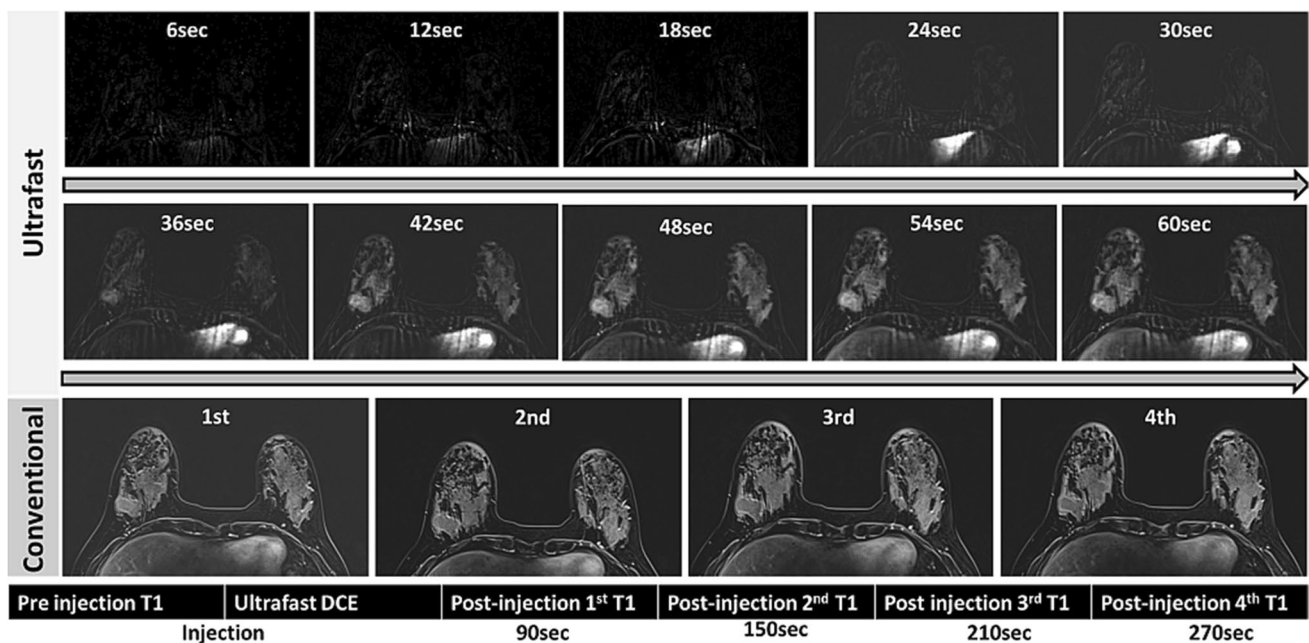 Ultrafast
6sec
12sec
18sec
24sec
30sec
36sec
42sec
48sec
54sec
60sec
Conventional
1st
2nd
3rd
4th
Pre injection T1
Ultrafast DCE
Post-injection 1st T1
Post-injection 2nd T1
Post injection 3rd T1
Post-injection 4th T1
Injection
90sec
150sec
210sec
270sec